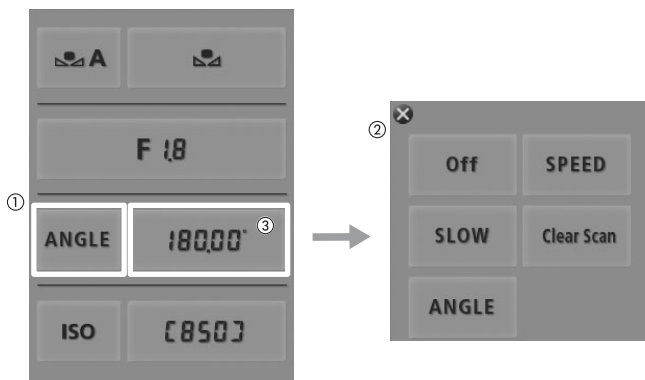 A
F 1.8
① ANGLE 180.00° ③
ISO [850]
②
Off SPEED
SLOW Clear Scan
ANGLE